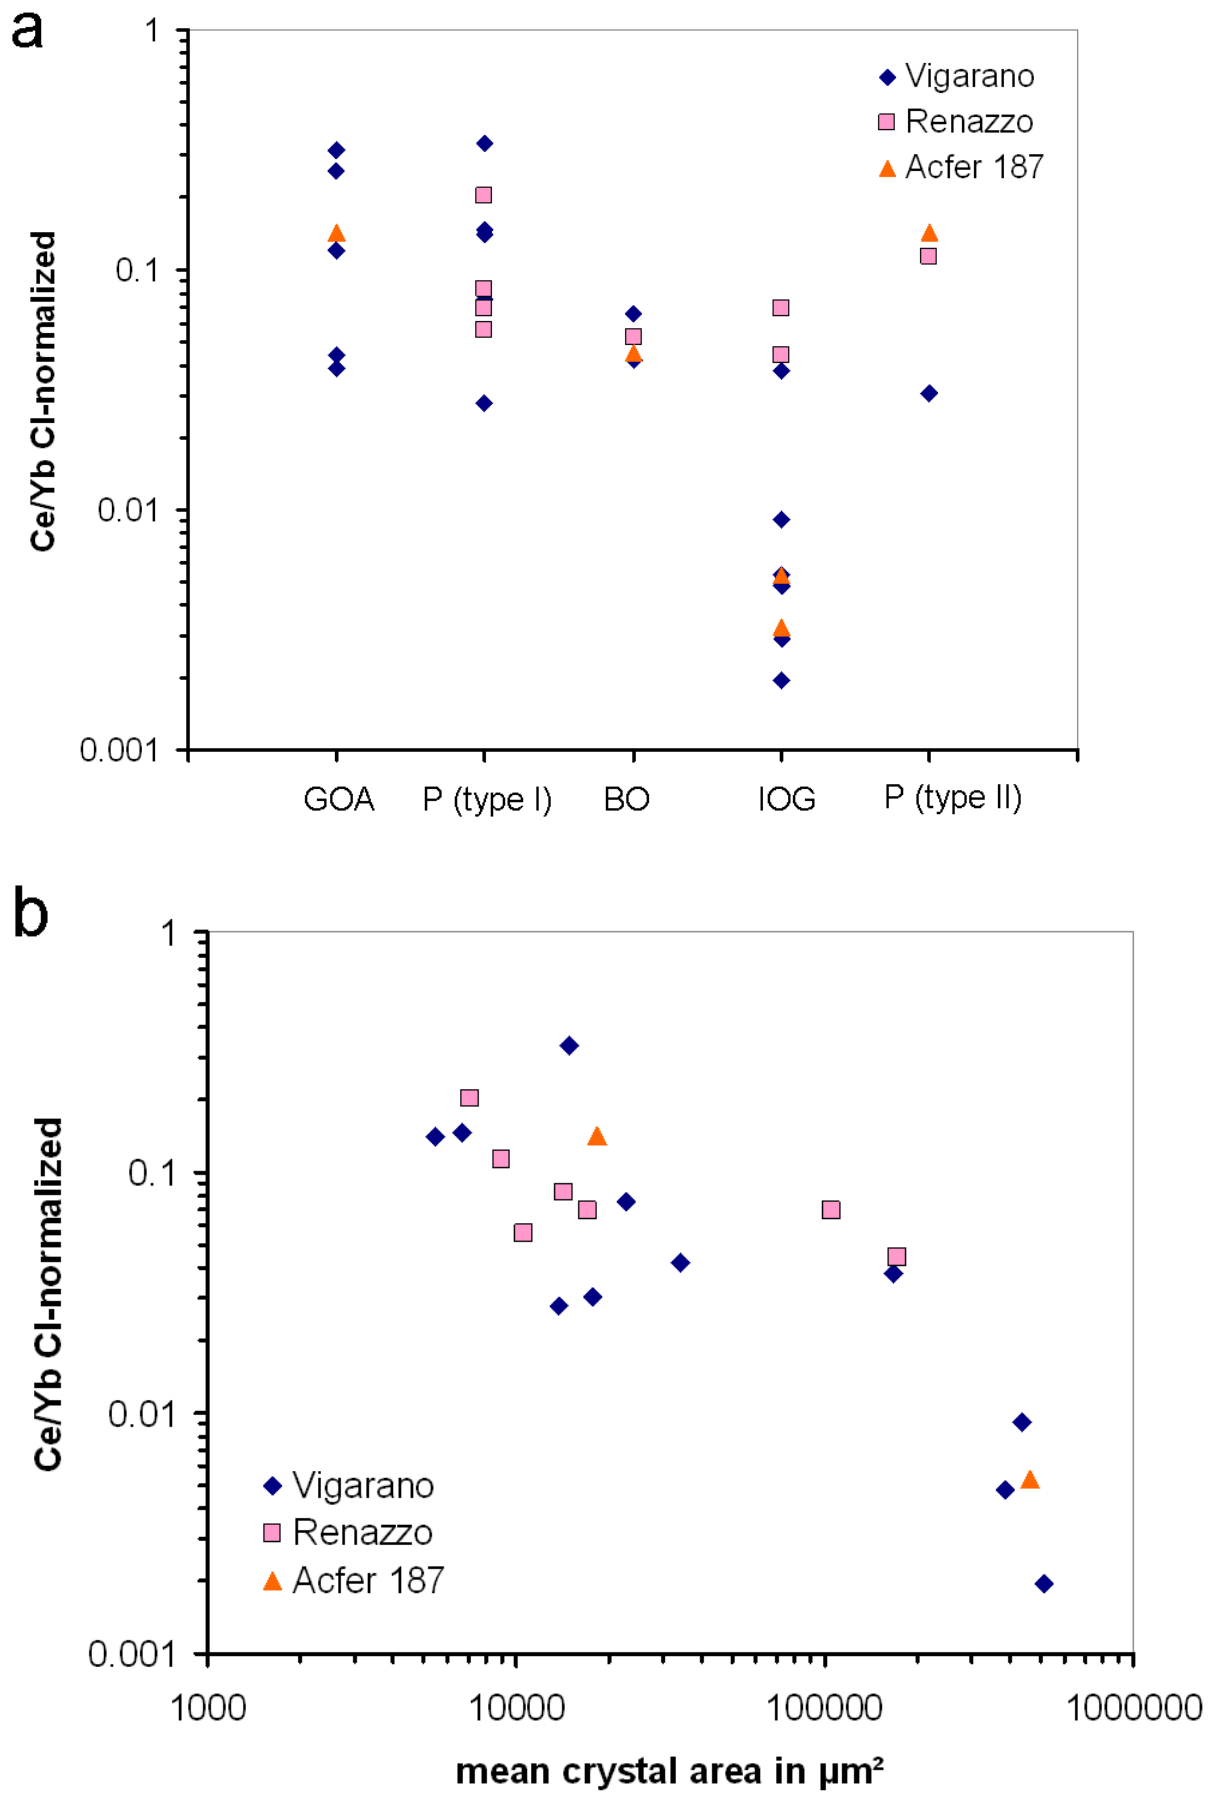 a
1
Vigarano
Renazzo
Acfer 187
0.1
0.01
0.001
Ce/Yb CI-normalized
GOA P (type I) BO IOG P (type II)
b
1
0.1
0.01
0.001
Ce/Yb CI-normalized
Vigarano
Renazzo
Acfer 187
1000 10000 100000 1000000
mean crystal area in µm²